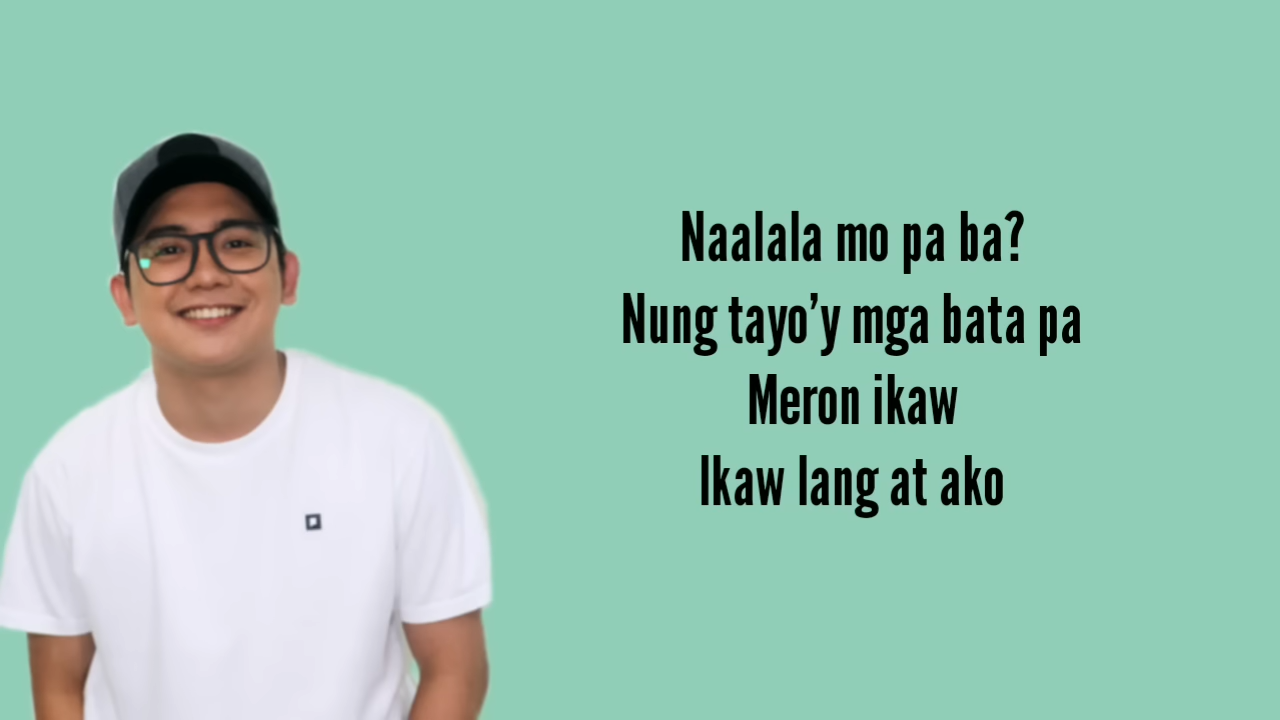 Naalala mo pa ba?
Nung tayo’y mga bata pa
Meron ikaw
Ikaw lang at ako